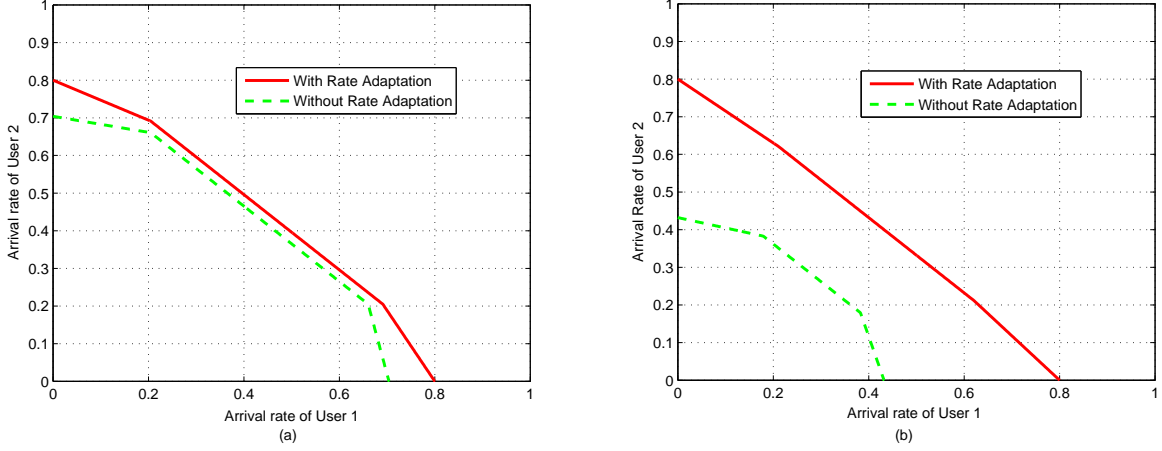 1
0.9
0.8
0.7
0.6
0.5
0.4
0.3
0.2
0.1
0
0 0.2 0.4 0.6 0.8 1
Arrival rate of User 2
With Rate Adaptation
Without Rate Adaptation
Arrival rate of User 1
(a)
1
0.9
0.8
0.7
0.6
0.5
0.4
0.3
0.2
0.1
0
0 0.2 0.4 0.6 0.8 1
Arrival Rate of User 2
With Rate Adaptation
Without Rate Adaptation
Arrival rate of User 1
(b)